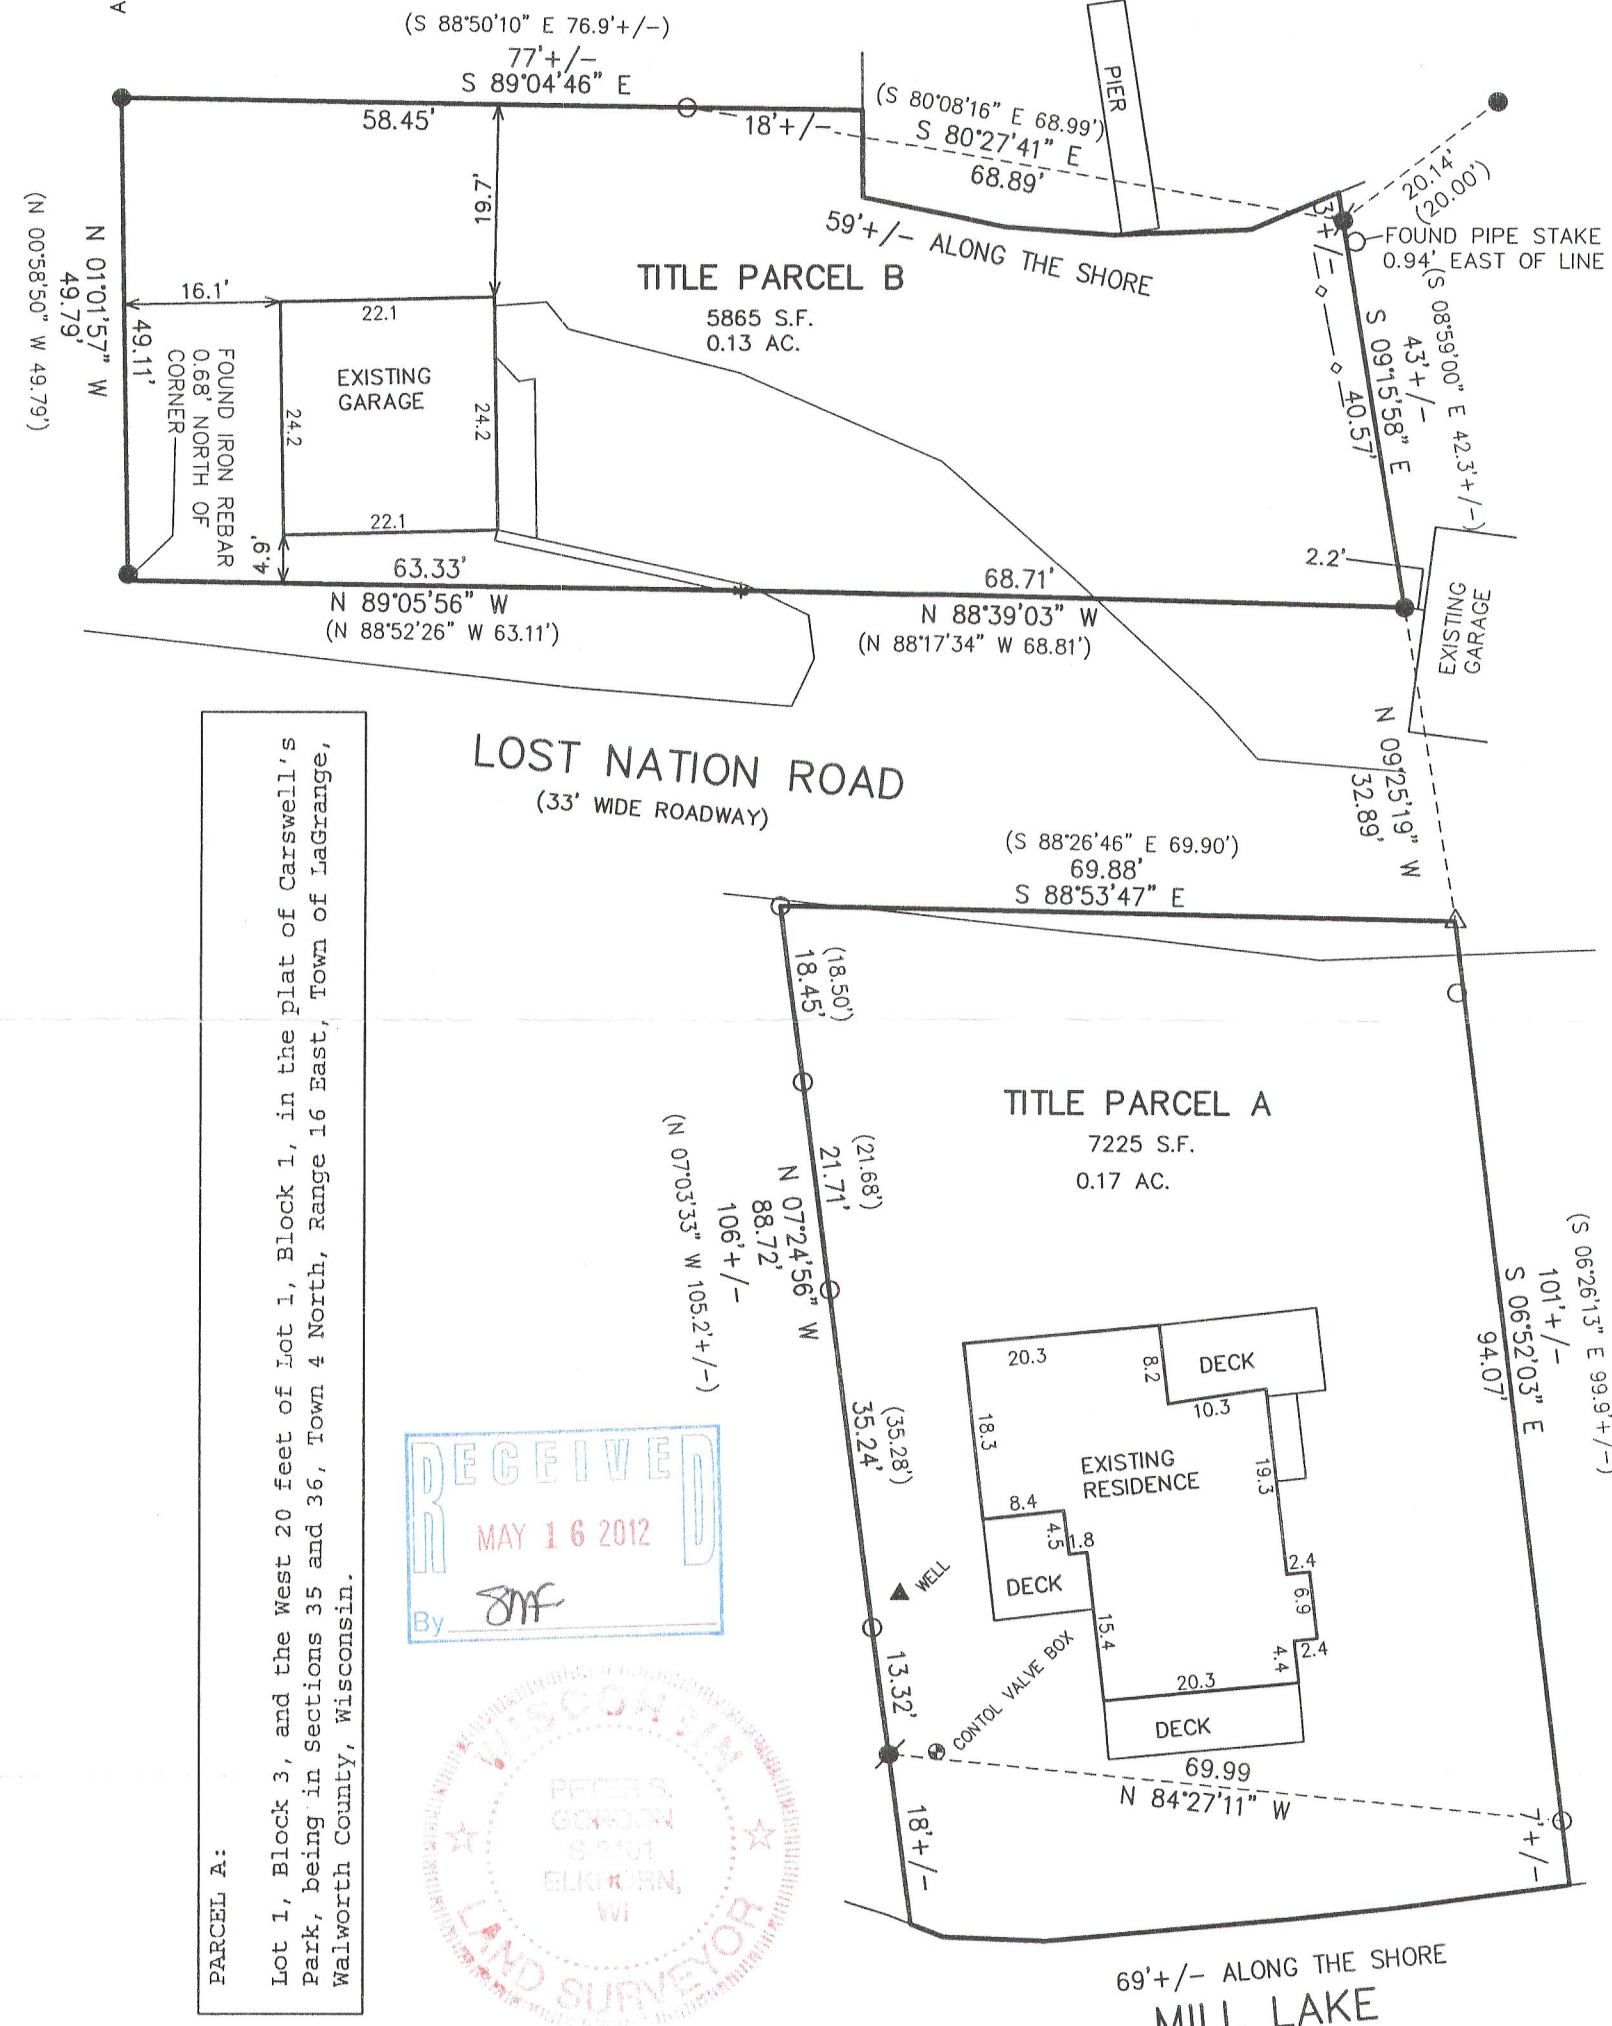 A
(S 88°50'10" E 76.9'+/-)
77'+/-
S 89°04'46" E
58.45'
18'+/-
(S 80°08'16" E 68.99')
S 80°27'41" E
68.89'
PIER
20.14'
(20.00')
FOUND PIPE STAKE
0.94' EAST OF LINE
3'+/-
59'+/- ALONG THE SHORE
TITLE PARCEL B
5865 S.F.
0.13 AC.
19.7'
16.1'
22.1
EXISTING
GARAGE
24.2
24.2
22.1
4.9'
(N 00°58'50" W 49.79')
N 01°01'57" W
49.79'
49.11'
FOUND IRON REBAR
0.68' NORTH OF
CORNER
(S 08°59'00" E 42.3'+/-)
43'+/-
S 09°15'58" E
40.57'
2.2'
EXISTING
GARAGE
63.33'
N 89°05'56" W
(N 88°52'26" W 63.11')
68.71'
N 88°39'03" W
(N 88°17'34" W 68.81')
N 09°25'19" W
32.89'
LOST NATION ROAD
(33' WIDE ROADWAY)
(S 88°26'46" E 69.90')
69.88'
S 88°53'47" E
(18.50')
18.45'
TITLE PARCEL A
7225 S.F.
0.17 AC.
(21.68')
21.71'
N 07°24'56" W
88.72'
106'+/-
(N 07°03'33" W 105.2'+/-)
(S 06°26'13" E 99.9'+/-)
101'+/-
S 06°52'03" E
94.07'
(35.28')
35.24'
20.3
8.2
DECK
10.3
18.3
EXISTING
RESIDENCE
19.3
8.4
4.5
1.8
DECK
2.4
6.9
2.4
4.4
15.4
20.3
DECK
WELL
CONTOL VALVE BOX
13.32'
69.99
N 84°27'11" W
18'+/-
7'+/-
69'+/- ALONG THE SHORE
MILL LAKE
PARCEL A:
Lot 1, Block 3, and the West 20 feet of Lot 1, Block 1, in the plat of Carswell's
Park, being in Sections 35 and 36, Town 4 North, Range 16 East, Town of LaGrange,
Walworth County, Wisconsin.
RECEIVED
MAY 16 2012
By SMF
WISCONSIN
PETER S.
GORDON
S-2101
ELKHORN,
WI
LAND SURVEYOR